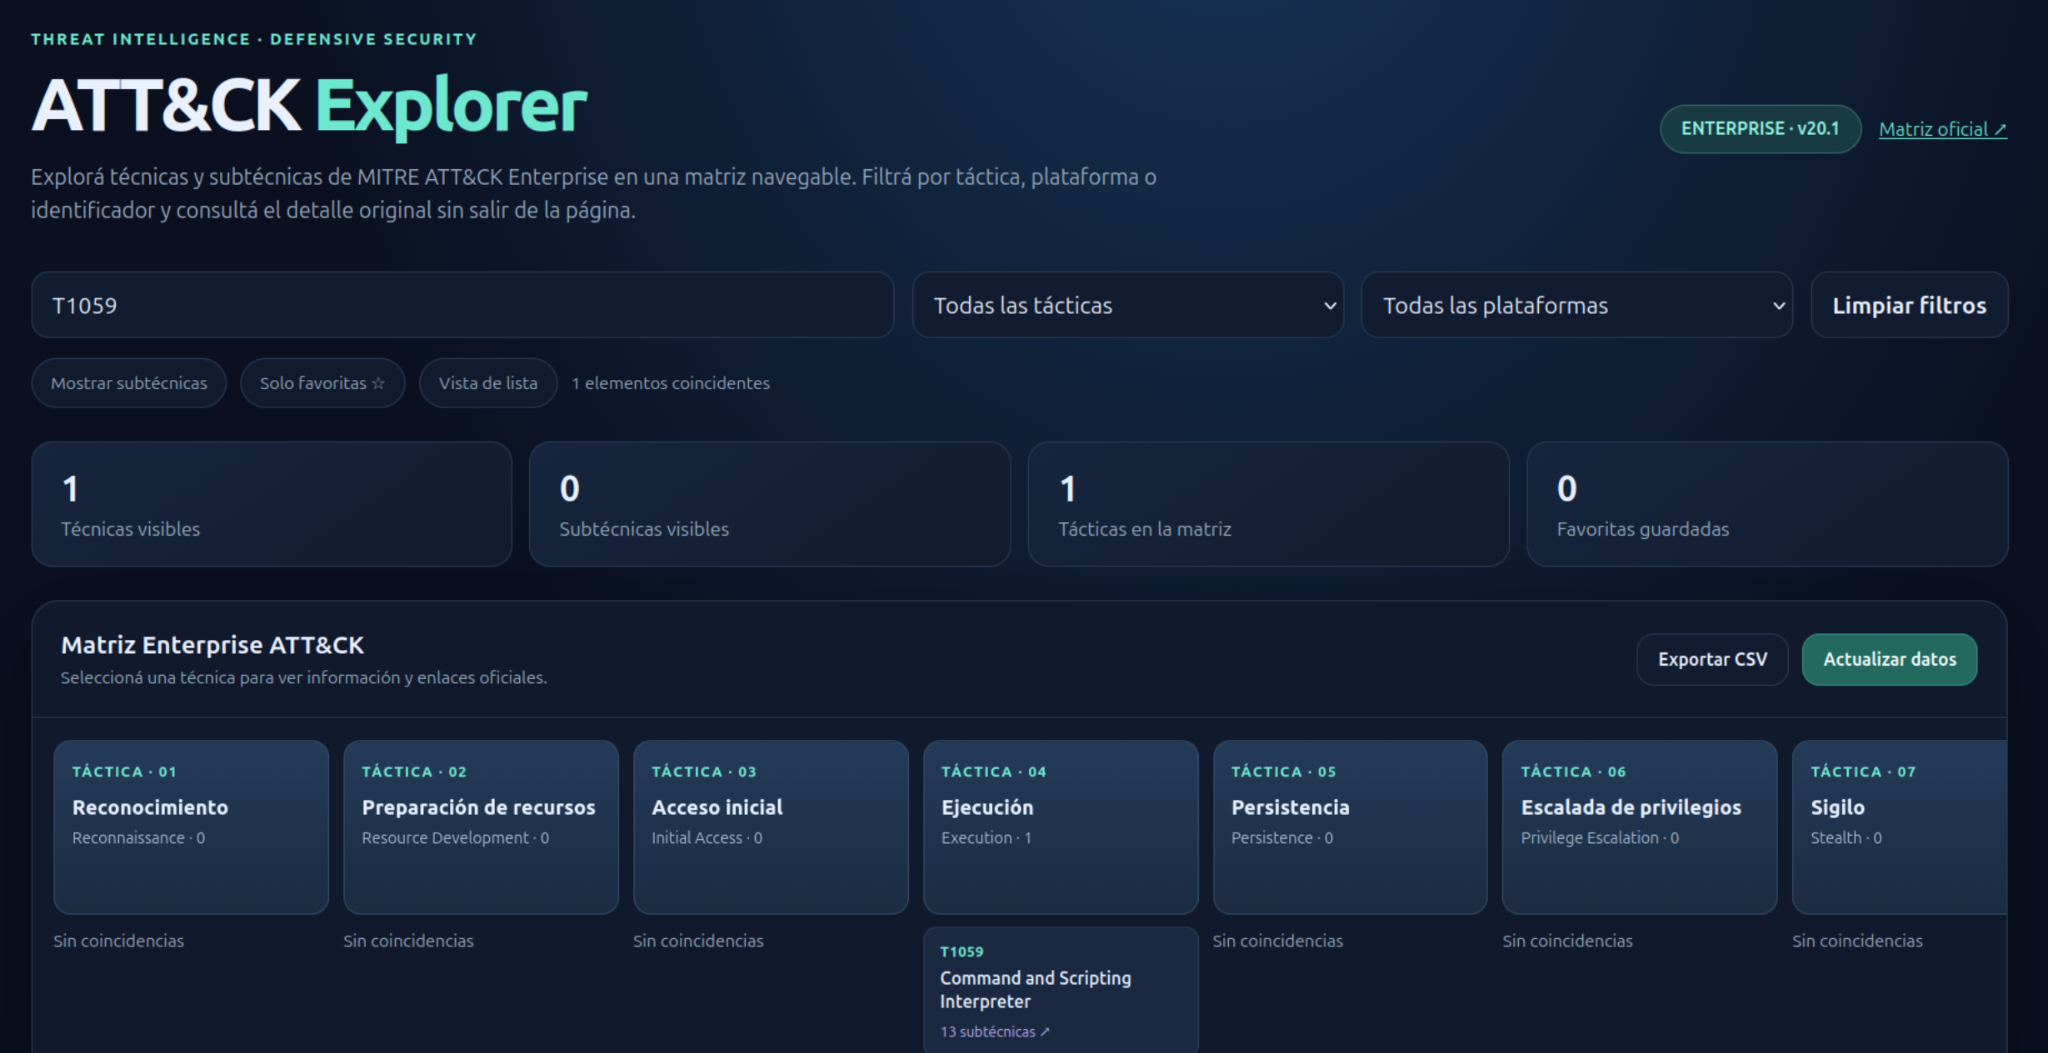 THREAT INTELLIGENCE · DEFENSIVE SECURITY
ATT&CK Explorer
ENTERPRISE · v20.1
Matriz oficial ↗
Explorá técnicas y subtécnicas de MITRE ATT&CK Enterprise en una matriz navegable. Filtrá por táctica, plataforma o
identificador y consultá el detalle original sin salir de la página.
T1059
Todas las tácticas
Todas las plataformas
Limpiar filtros
Mostrar subtécnicas
Solo favoritas ☆
Vista de lista
1 elementos coincidentes
1
Técnicas visibles
0
Subtécnicas visibles
1
Tácticas en la matriz
0
Favoritas guardadas
Matriz Enterprise ATT&CK
Seleccioná una técnica para ver información y enlaces oficiales.
Exportar CSV
Actualizar datos
TÁCTICA · 01
Reconocimiento
Reconnaissance · 0
Sin coincidencias
TÁCTICA · 02
Preparación de recursos
Resource Development · 0
Sin coincidencias
TÁCTICA · 03
Acceso inicial
Initial Access · 0
Sin coincidencias
TÁCTICA · 04
Ejecución
Execution · 1
T1059
Command and Scripting
Interpreter
13 subtécnicas ↗
TÁCTICA · 05
Persistencia
Persistence · 0
Sin coincidencias
TÁCTICA · 06
Escalada de privilegios
Privilege Escalation · 0
Sin coincidencias
TÁCTICA · 07
Sigilo
Stealth · 0
Sin coincidencias